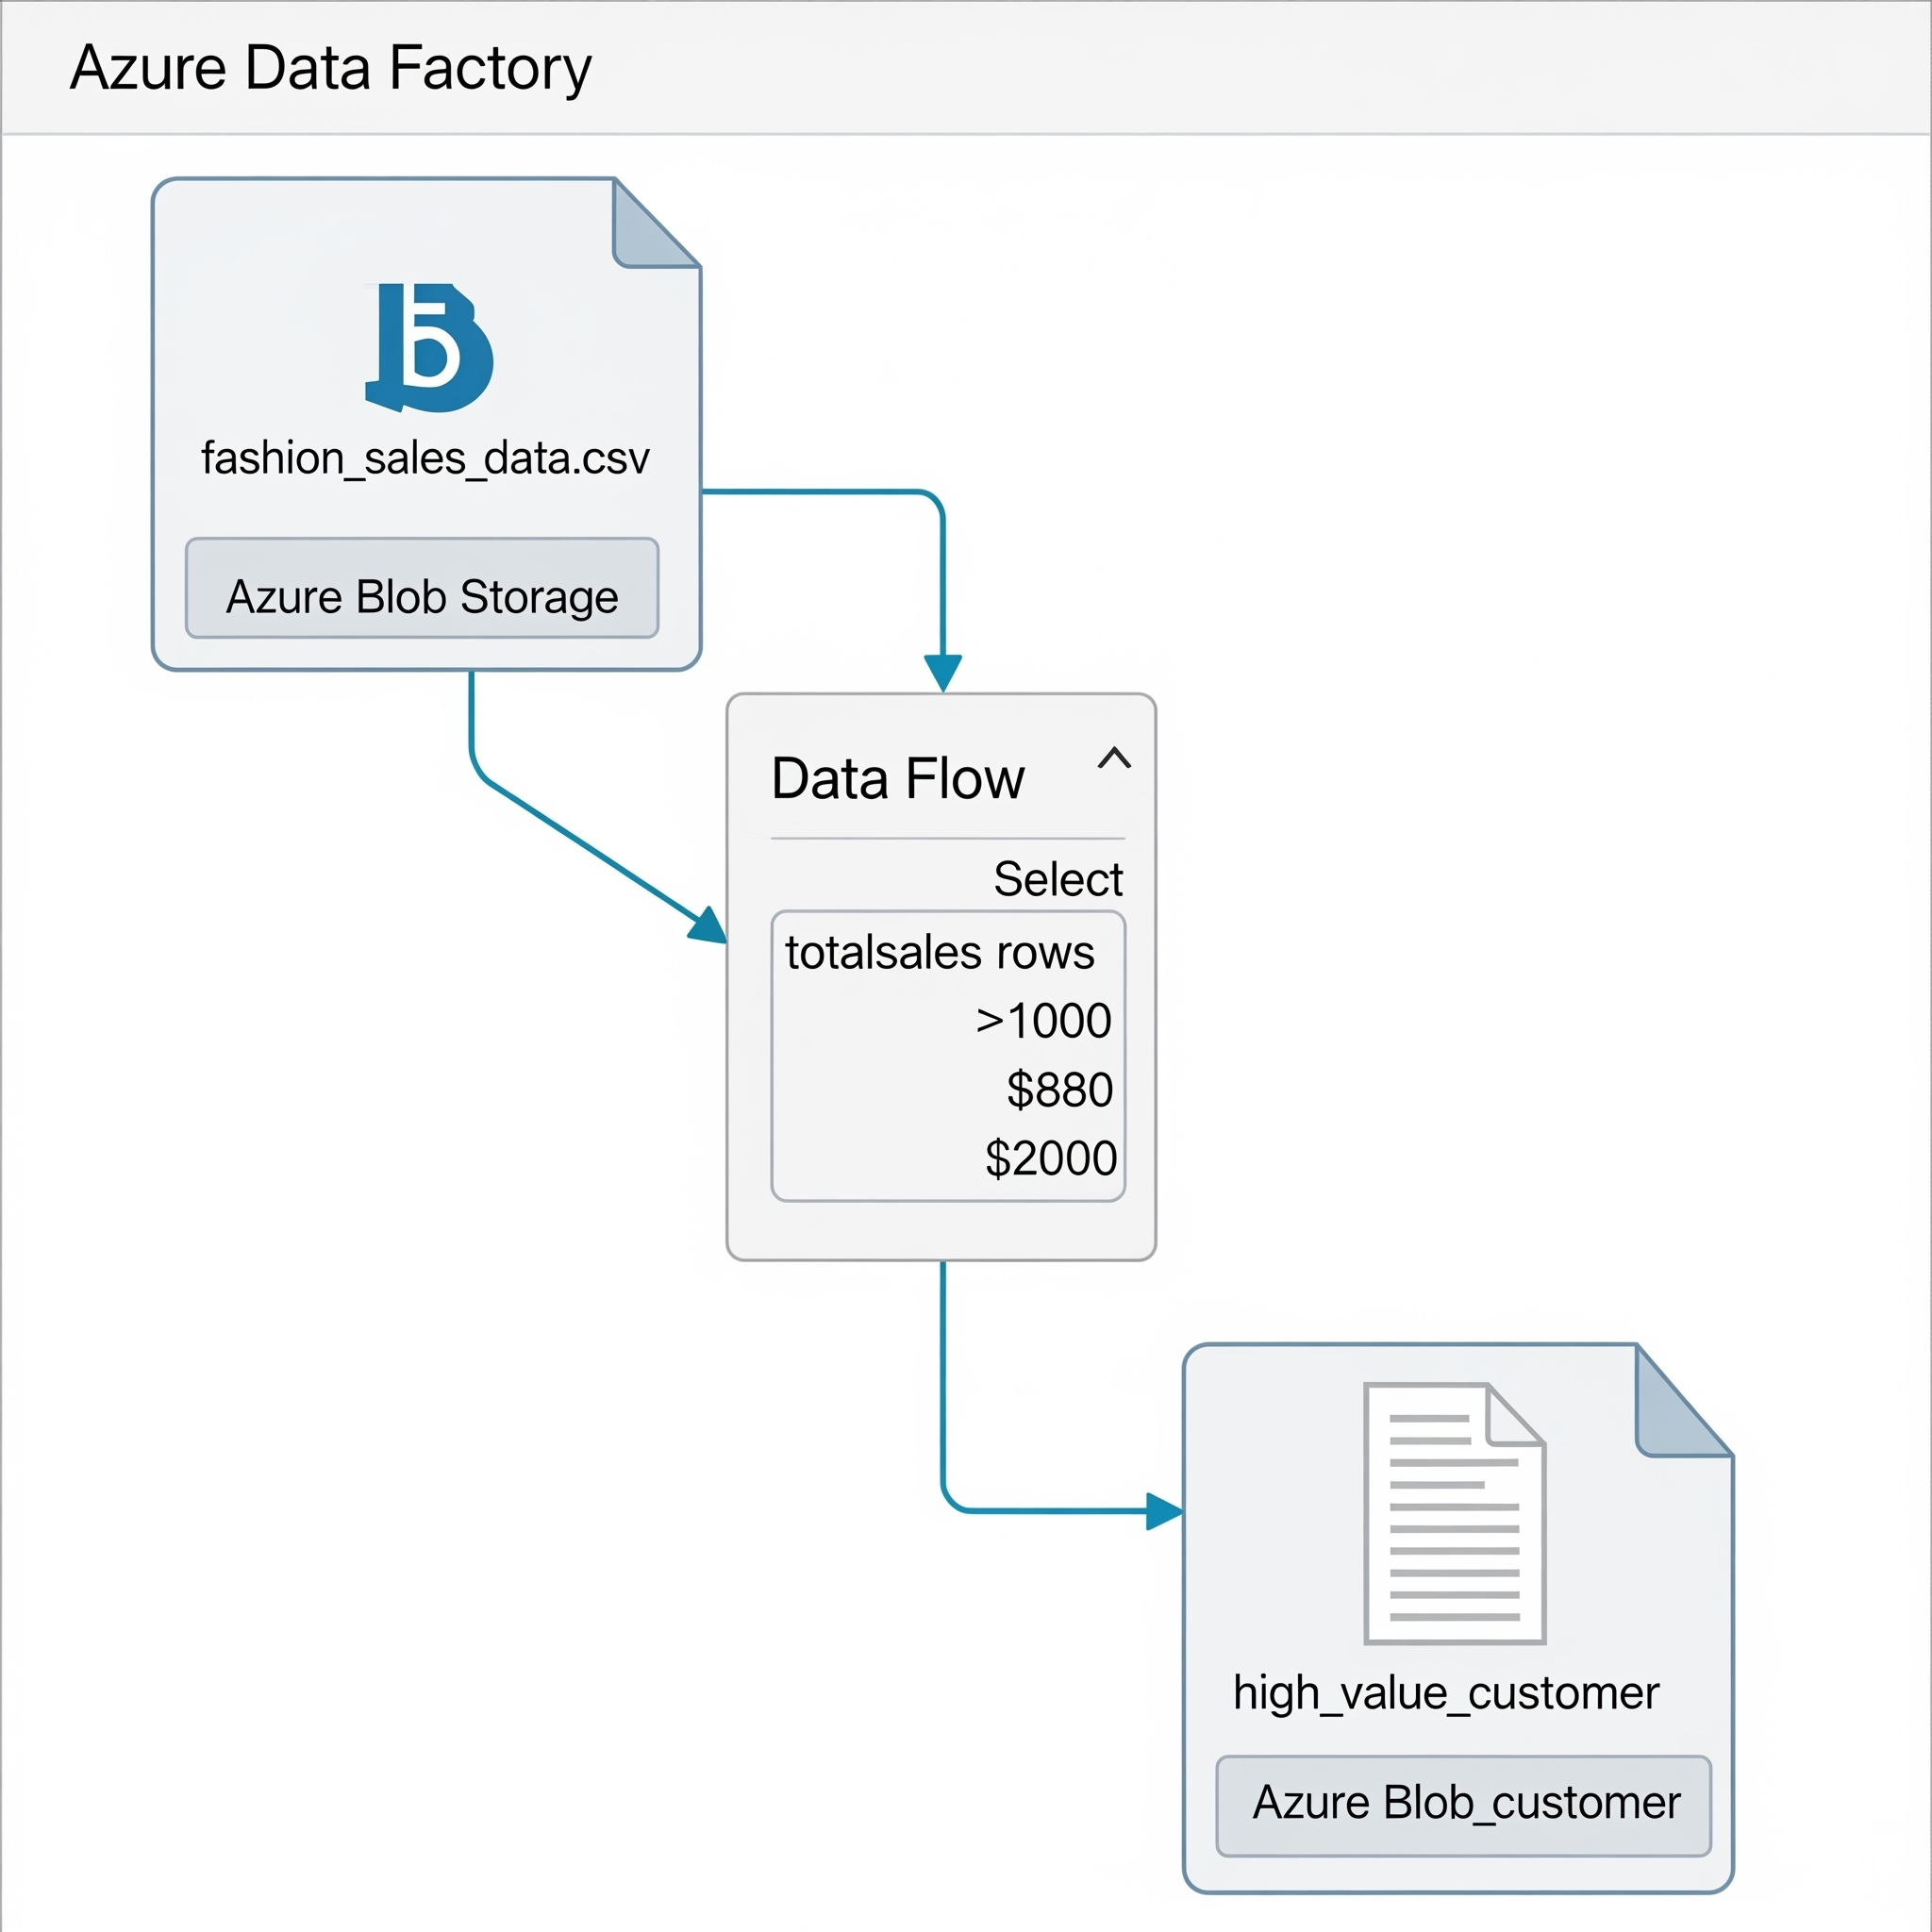 Azure Data Factory
fashion_sales_data.csv
Azure Blob Storage
Data Flow
Select
totalsales rows
>1000
$880
$2000
high_value_customer
Azure Blob_customer